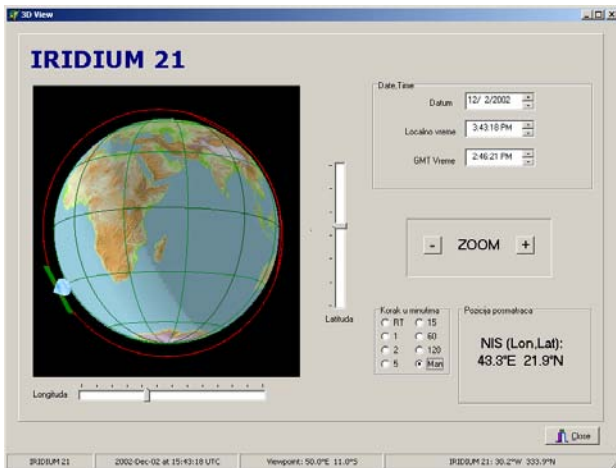 3D View
IRIDIUM 21
Date,Time
Datum 12/ 2/2002
Localno vreme 3:43:18 PM
GMT Vreme 2:46:21 PM
- ZOOM +
Latituda
Korak u minutima
RT 15
1 60
2 120
5 Man
Pozicija posmatraca
NIS (Lon,Lat):
43.3°E 21.9°N
Longituda
Close
IRIDIUM 21 2002-Dec-02 at 15:43:18 UTC Viewpoint: 50.0°E 11.0°S IRIDIUM 21: 30.2°W 333.9°N